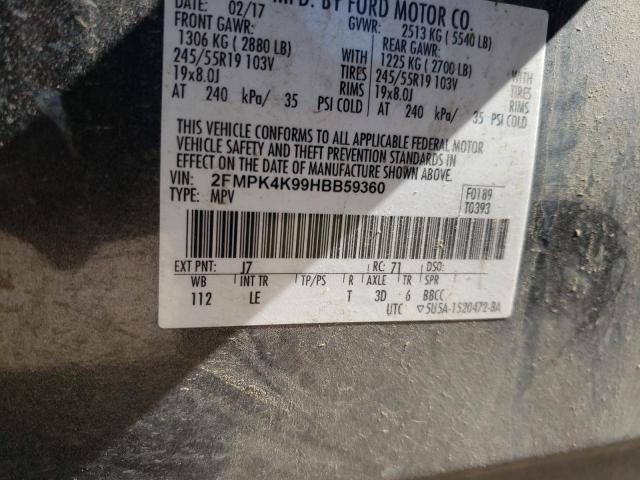 MFD. BY FORD MOTOR CO.
DATE: 02/17 GVWR: 2513 KG (5540 LB)
FRONT GAWR: REAR GAWR:
1306 KG (2880 LB) 1225 KG (2700 LB)
245/55R19 103V WITH TIRES 245/55R19 103V WITH TIRES
19x8.0J RIMS 19x8.0J RIMS
AT 240 kPa/ 35 PSI COLD AT 240 kPa/ 35 PSI COLD
THIS VEHICLE CONFORMS TO ALL APPLICABLE FEDERAL MOTOR
VEHICLE SAFETY AND THEFT PREVENTION STANDARDS IN
EFFECT ON THE DATE OF MANUFACTURE SHOWN ABOVE.
VIN: 2FMPK4K99HBB59360 F0189
TYPE: MPV T0393
EXT PNT: J7 RC: 71 DSO:
WB INT TR TP/PS R AXLE TR SPR
112 LE T 3D 6 BBCC
UTC ▽5U5A-1520472-BA